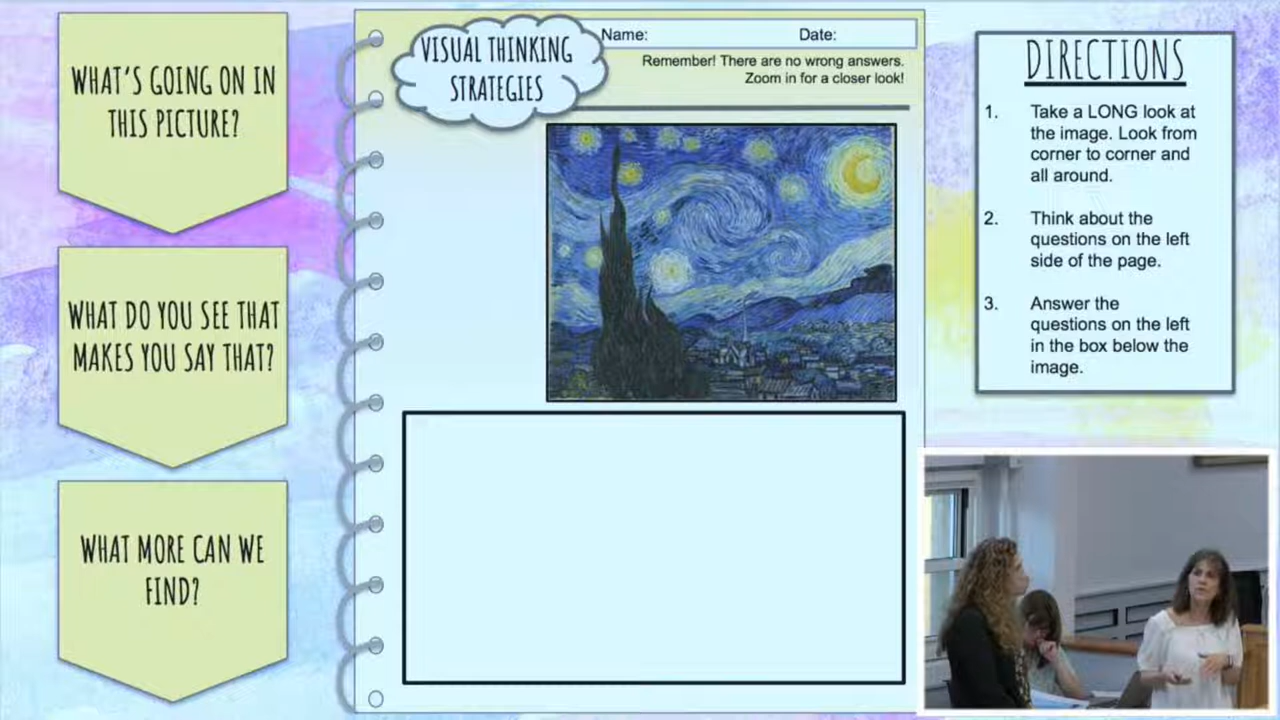 WHAT'S GOING ON IN
THIS PICTURE?
WHAT DO YOU SEE THAT
MAKES YOU SAY THAT?
WHAT MORE CAN WE
FIND?
VISUAL THINKING
STRATEGIES
Name: Date:
Remember! There are no wrong answers.
Zoom in for a closer look!
DIRECTIONS
1. Take a LONG look at
the image. Look from
corner to corner and
all around.
2. Think about the
questions on the left
side of the page.
3. Answer the
questions on the left
in the box below the
image.